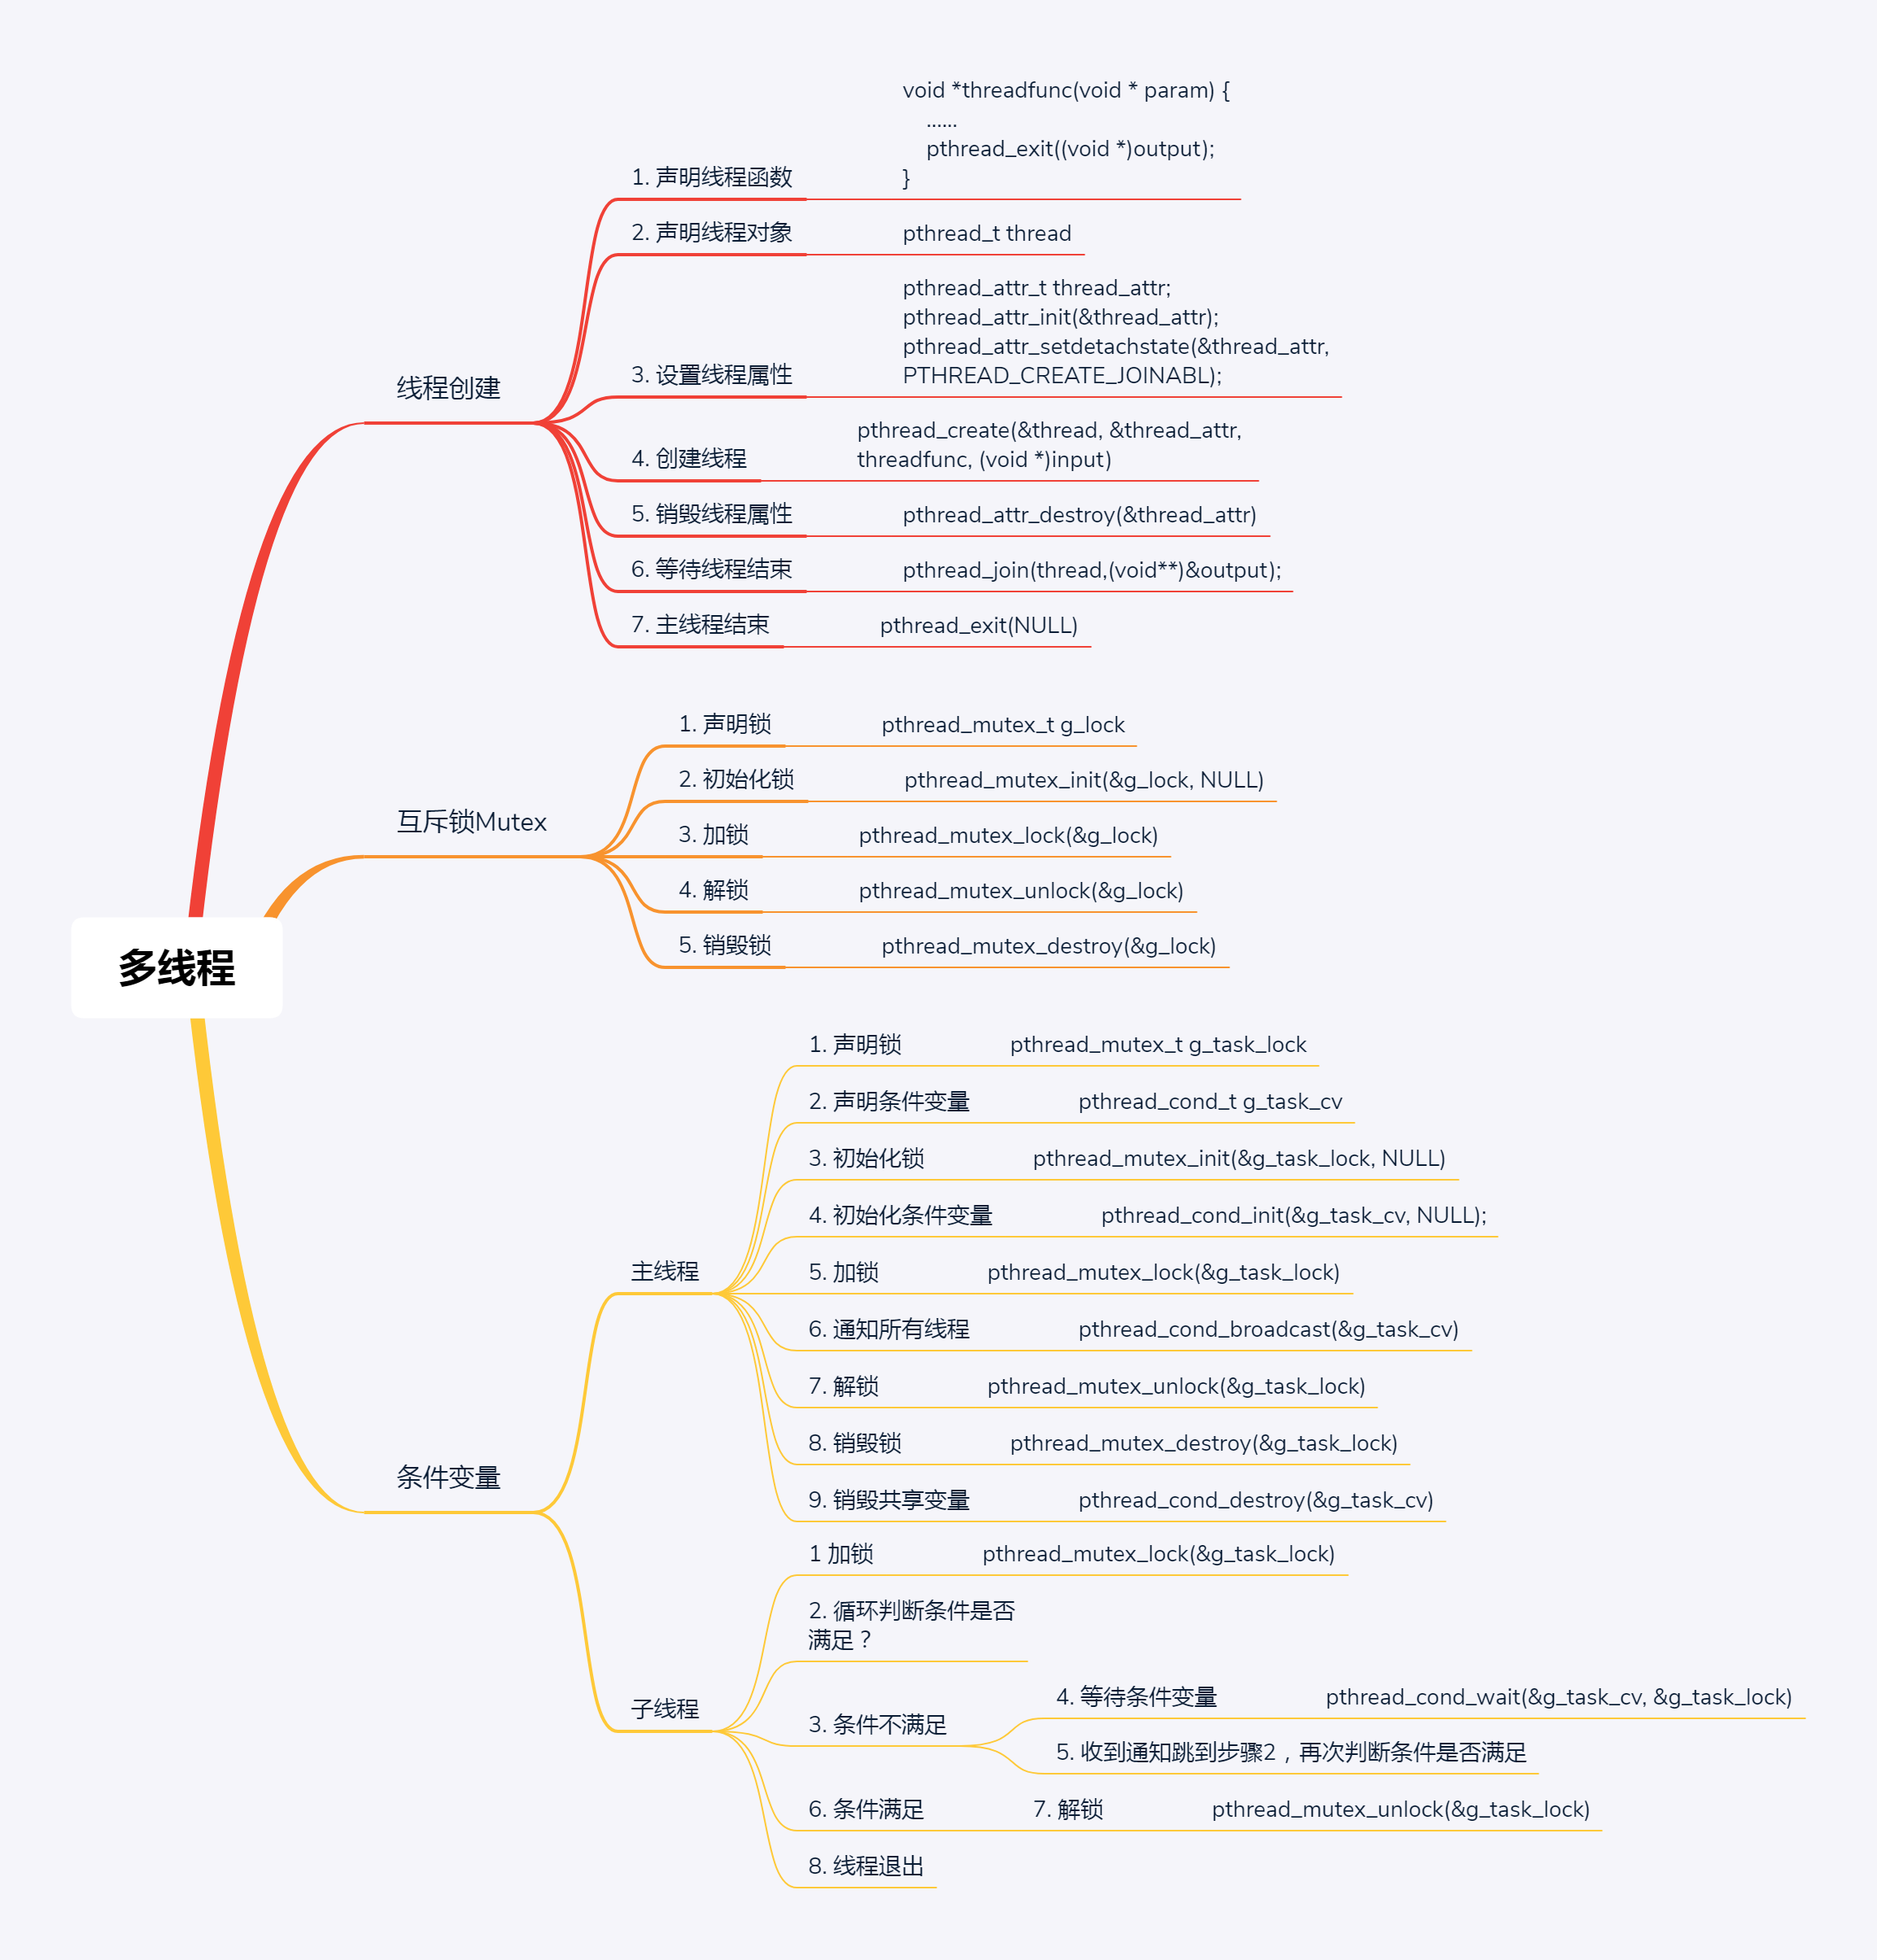 多线程
线程创建
1. 声明线程函数
void *threadfunc(void * param) {
......
pthread_exit((void *)output);
}
2. 声明线程对象
pthread_t thread
3. 设置线程属性
pthread_attr_t thread_attr;
pthread_attr_init(&thread_attr);
pthread_attr_setdetachstate(&thread_attr,
PTHREAD_CREATE_JOINABL);
4. 创建线程
pthread_create(&thread, &thread_attr,
threadfunc, (void *)input)
5. 销毁线程属性
pthread_attr_destroy(&thread_attr)
6. 等待线程结束
pthread_join(thread,(void**)&output);
7. 主线程结束
pthread_exit(NULL)
互斥锁Mutex
1. 声明锁
pthread_mutex_t g_lock
2. 初始化锁
pthread_mutex_init(&g_lock, NULL)
3. 加锁
pthread_mutex_lock(&g_lock)
4. 解锁
pthread_mutex_unlock(&g_lock)
5. 销毁锁
pthread_mutex_destroy(&g_lock)
条件变量
主线程
1. 声明锁
pthread_mutex_t g_task_lock
2. 声明条件变量
pthread_cond_t g_task_cv
3. 初始化锁
pthread_mutex_init(&g_task_lock, NULL)
4. 初始化条件变量
pthread_cond_init(&g_task_cv, NULL);
5. 加锁
pthread_mutex_lock(&g_task_lock)
6. 通知所有线程
pthread_cond_broadcast(&g_task_cv)
7. 解锁
pthread_mutex_unlock(&g_task_lock)
8. 销毁锁
pthread_mutex_destroy(&g_task_lock)
9. 销毁共享变量
pthread_cond_destroy(&g_task_cv)
子线程
1 加锁
pthread_mutex_lock(&g_task_lock)
2. 循环判断条件是否
满足？
3. 条件不满足
4. 等待条件变量
pthread_cond_wait(&g_task_cv, &g_task_lock)
5. 收到通知跳到步骤2，再次判断条件是否满足
6. 条件满足
7. 解锁
pthread_mutex_unlock(&g_task_lock)
8. 线程退出